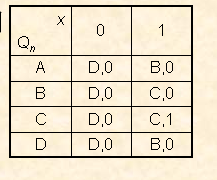 x
Qn 0 1
A D,0 B,0
B D,0 C,0
C D,0 C,1
D D,0 B,0